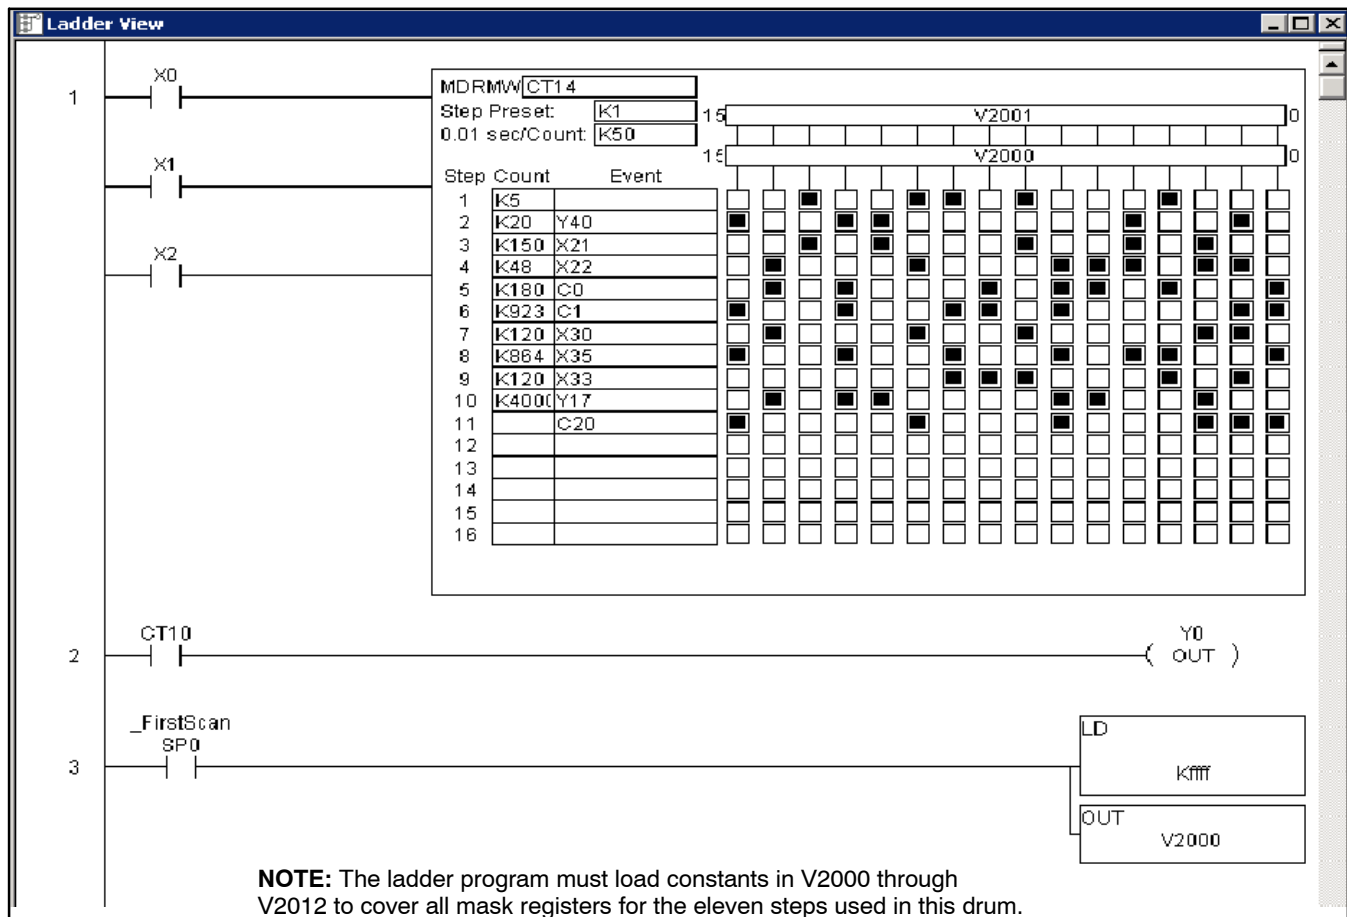 Ladder View
1
X0
X1
X2
MDRMW CT14
Step Preset: K1
0.01 sec/Count: K50
15 V2001 0
15 V2000 0
Step Count Event
1 K5
2 K20 Y40
3 K150 X21
4 K48 X22
5 K180 C0
6 K923 C1
7 K120 X30
8 K864 X35
9 K120 X33
10 K4000 Y17
11 C20
12
13
14
15
16
2
CT10
Y0
OUT
3
_FirstScan
SP0
LD
Kffff
OUT
V2000
NOTE: The ladder program must load constants in V2000 through
V2012 to cover all mask registers for the eleven steps used in this drum.